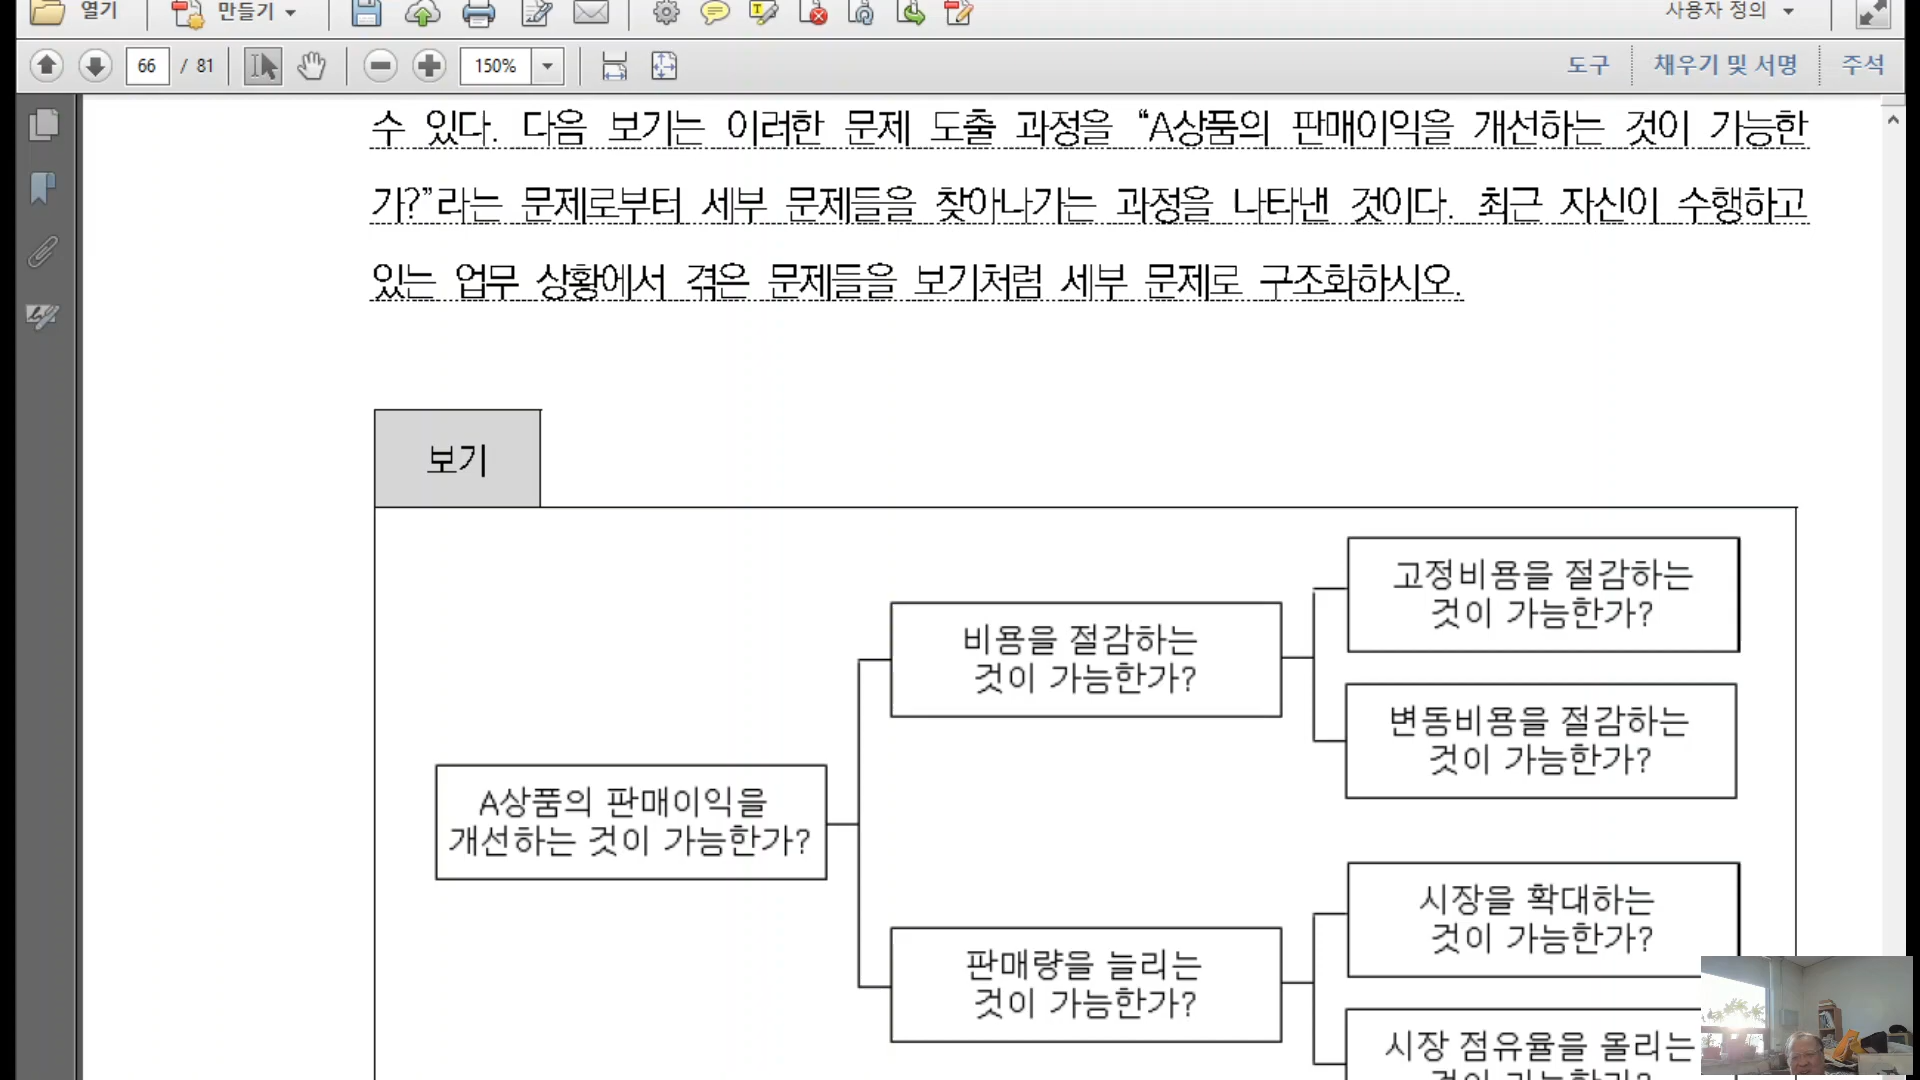 열기
만들기
사용자 정의
66 / 81
150%
도구
채우기 및 서명
주석
수 있다. 다음 보기는 이러한 문제 도출 과정을 “A상품의 판매이익을 개선하는 것이 가능한
가?”라는 문제로부터 세부 문제들을 찾아나가는 과정을 나타낸 것이다. 최근 자신이 수행하고
있는 업무 상황에서 겪은 문제들을 보기처럼 세부 문제로 구조화하시오.
보기
A상품의 판매이익을
개선하는 것이 가능한가?
비용을 절감하는
것이 가능한가?
고정비용을 절감하는
것이 가능한가?
변동비용을 절감하는
것이 가능한가?
판매량을 늘리는
것이 가능한가?
시장을 확대하는
것이 가능한가?
시장 점유율을 올리는